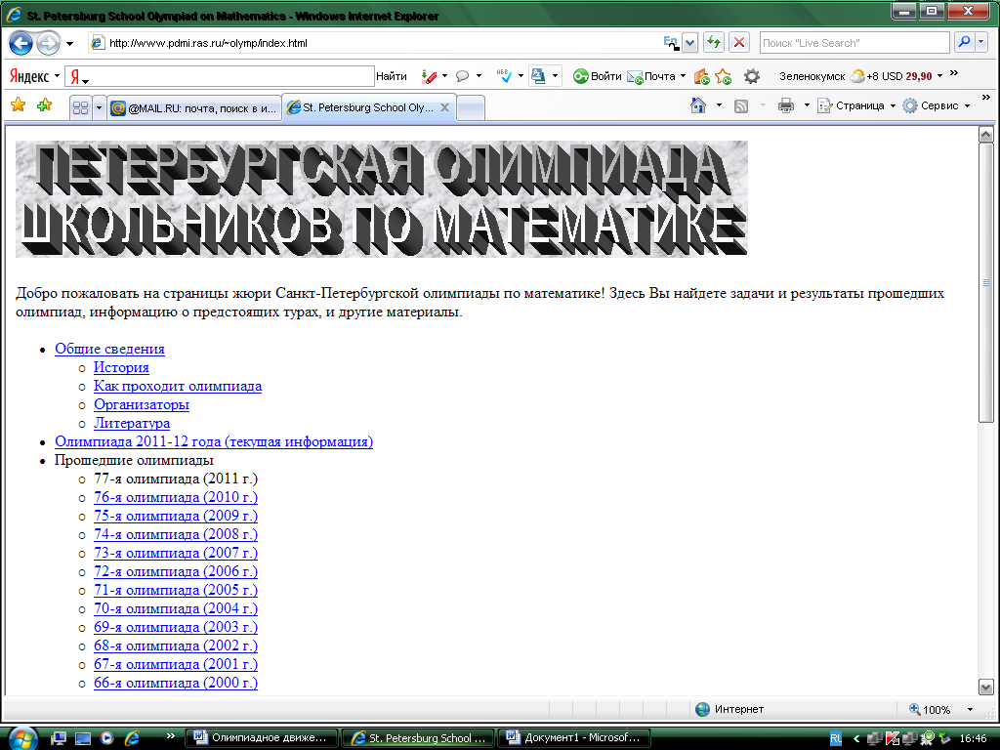 St. Petersburg School Olympiad on Mathematics - Windows Internet Explorer
http://www.pdmi.ras.ru/~olymp/index.html
Поиск "Live Search"
Яндекс Я Найти Войти Почта Зеленокумск +8 USD 29,90 »
@MAIL.RU: почта, поиск в и... St. Petersburg School Oly... Страница Сервис »
ПЕТЕРБУРГСКАЯ ОЛИМПИАДА
ШКОЛЬНИКОВ ПО МАТЕМАТИКЕ
Добро пожаловать на страницы жюри Санкт-Петербургской олимпиады по математике! Здесь Вы найдете задачи и результаты прошедших
олимпиад, информацию о предстоящих турах, и другие материалы.
Общие сведения
История
Как проходит олимпиада
Организаторы
Литература
Олимпиада 2011-12 года (текущая информация)
Прошедшие олимпиады
77-я олимпиада (2011 г.)
76-я олимпиада (2010 г.)
75-я олимпиада (2009 г.)
74-я олимпиада (2008 г.)
73-я олимпиада (2007 г.)
72-я олимпиада (2006 г.)
71-я олимпиада (2005 г.)
70-я олимпиада (2004 г.)
69-я олимпиада (2003 г.)
68-я олимпиада (2002 г.)
67-я олимпиада (2001 г.)
66-я олимпиада (2000 г.)
Интернет 100%
» Олимпиадное движе... St. Petersburg School ... Документ1 - Microsof... RL 16:46